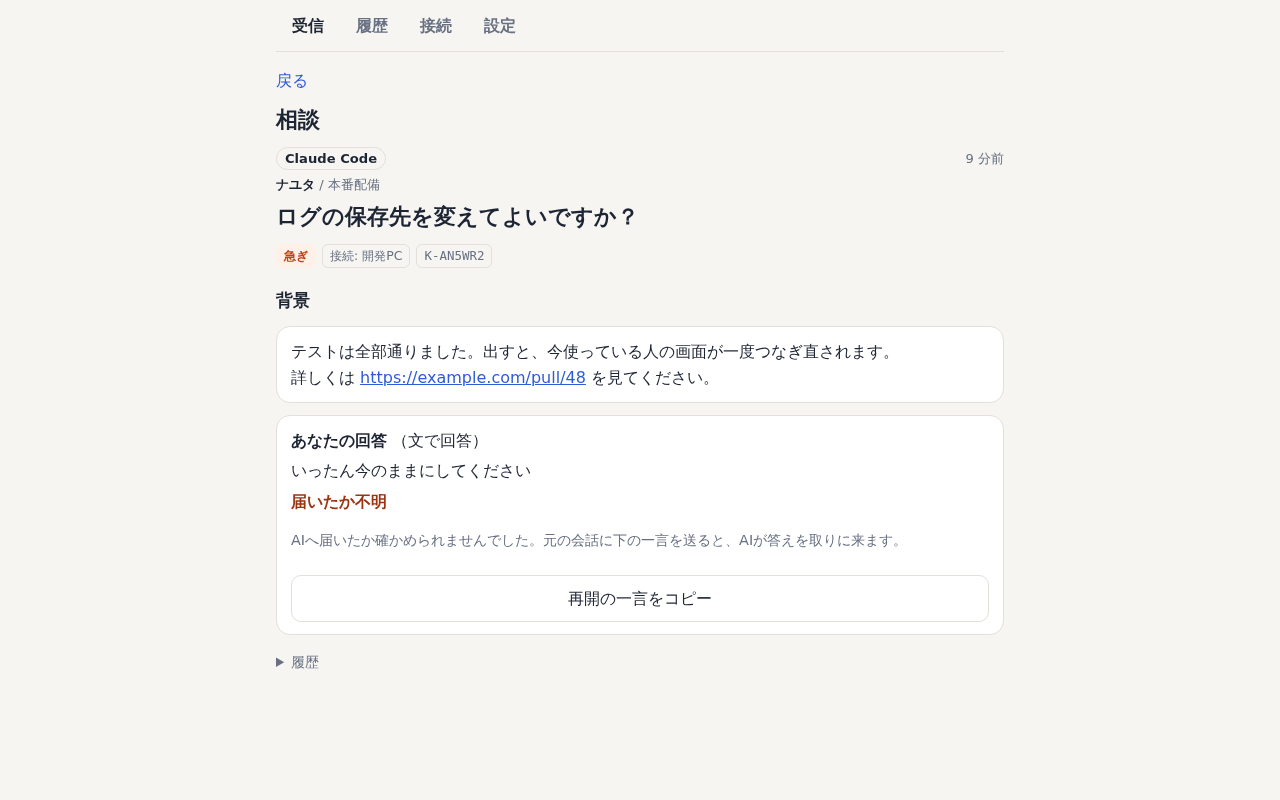 受信 履歴 接続 設定
戻る
相談
Claude Code 9 分前
ナユタ / 本番配備
ログの保存先を変えてよいですか？
急ぎ 接続: 開発PC K-AN5WR2
背景
テストは全部通りました。出すと、今使っている人の画面が一度つなぎ直されます。
詳しくは https://example.com/pull/48 を見てください。
あなたの回答 （文で回答）
いったん今のままにしてください
届いたか不明
AIへ届いたか確かめられませんでした。元の会話に下の一言を送ると、AIが答えを取りに来ます。
再開の一言をコピー
▶ 履歴